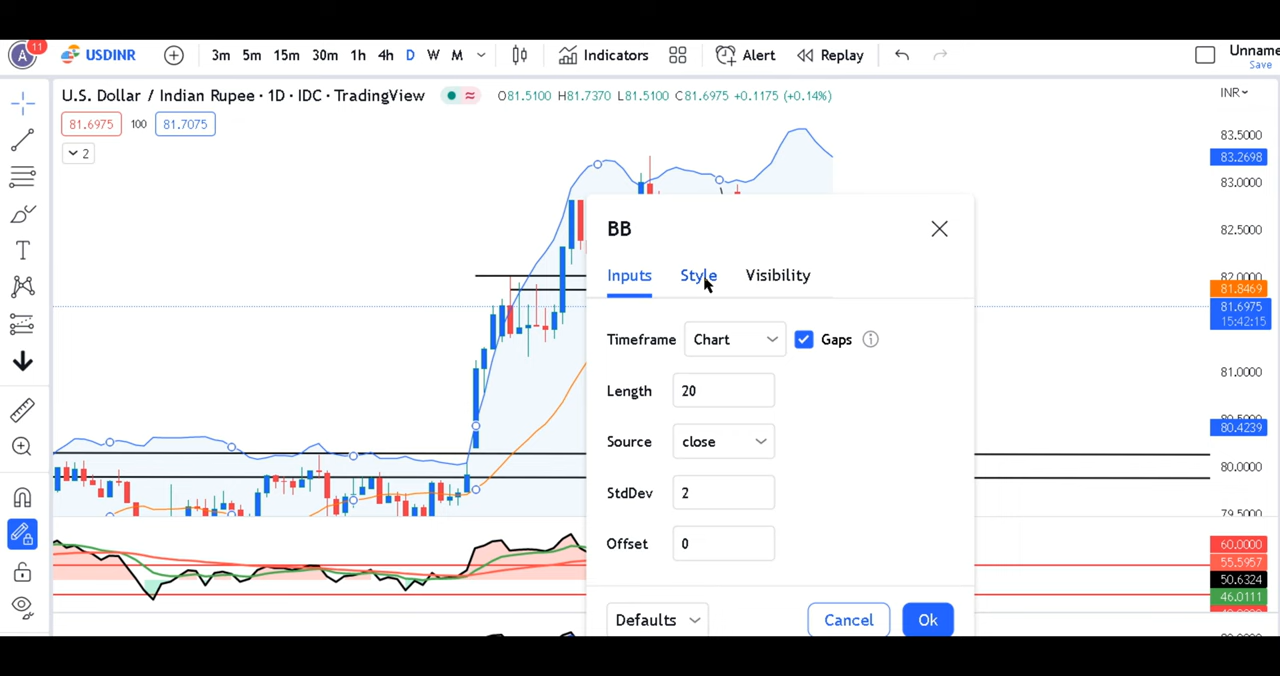 A 11 USDINR 3m 5m 15m 30m 1h 4h D W M Indicators Alert Replay Unname
Save
U.S. Dollar / Indian Rupee · 1D · IDC · TradingView O81.5100 H81.7370 L81.5100 C81.6975 +0.1175 (+0.14%) INR
81.6975 100 81.7075
2
83.5000
83.2698
83.0000
82.5000
82.0000
81.8469
81.6975
15:42:15
81.0000
80.5000
80.4239
80.0000
79.5000
60.0000
55.5957
50.6324
46.0111
BB
Inputs Style Visibility
Timeframe Chart Gaps
Length 20
Source close
StdDev 2
Offset 0
Defaults Cancel Ok
T